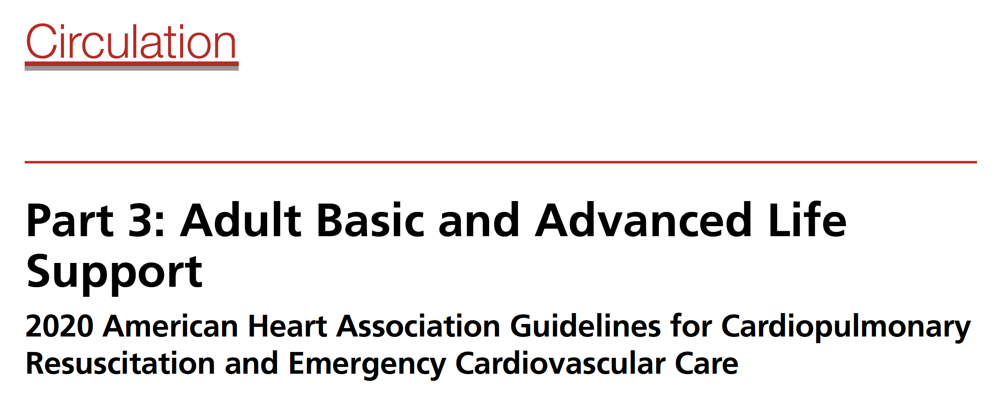 Circulation
Part 3: Adult Basic and Advanced Life
Support
2020 American Heart Association Guidelines for Cardiopulmonary
Resuscitation and Emergency Cardiovascular Care